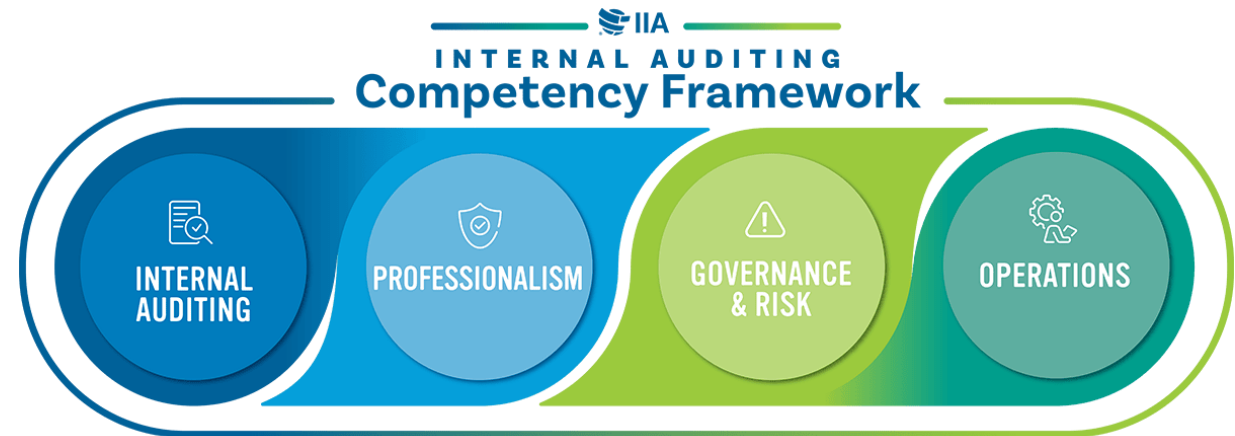 IIA
INTERNAL AUDITING
Competency Framework
INTERNAL
AUDITING
PROFESSIONALISM
GOVERNANCE
& RISK
OPERATIONS